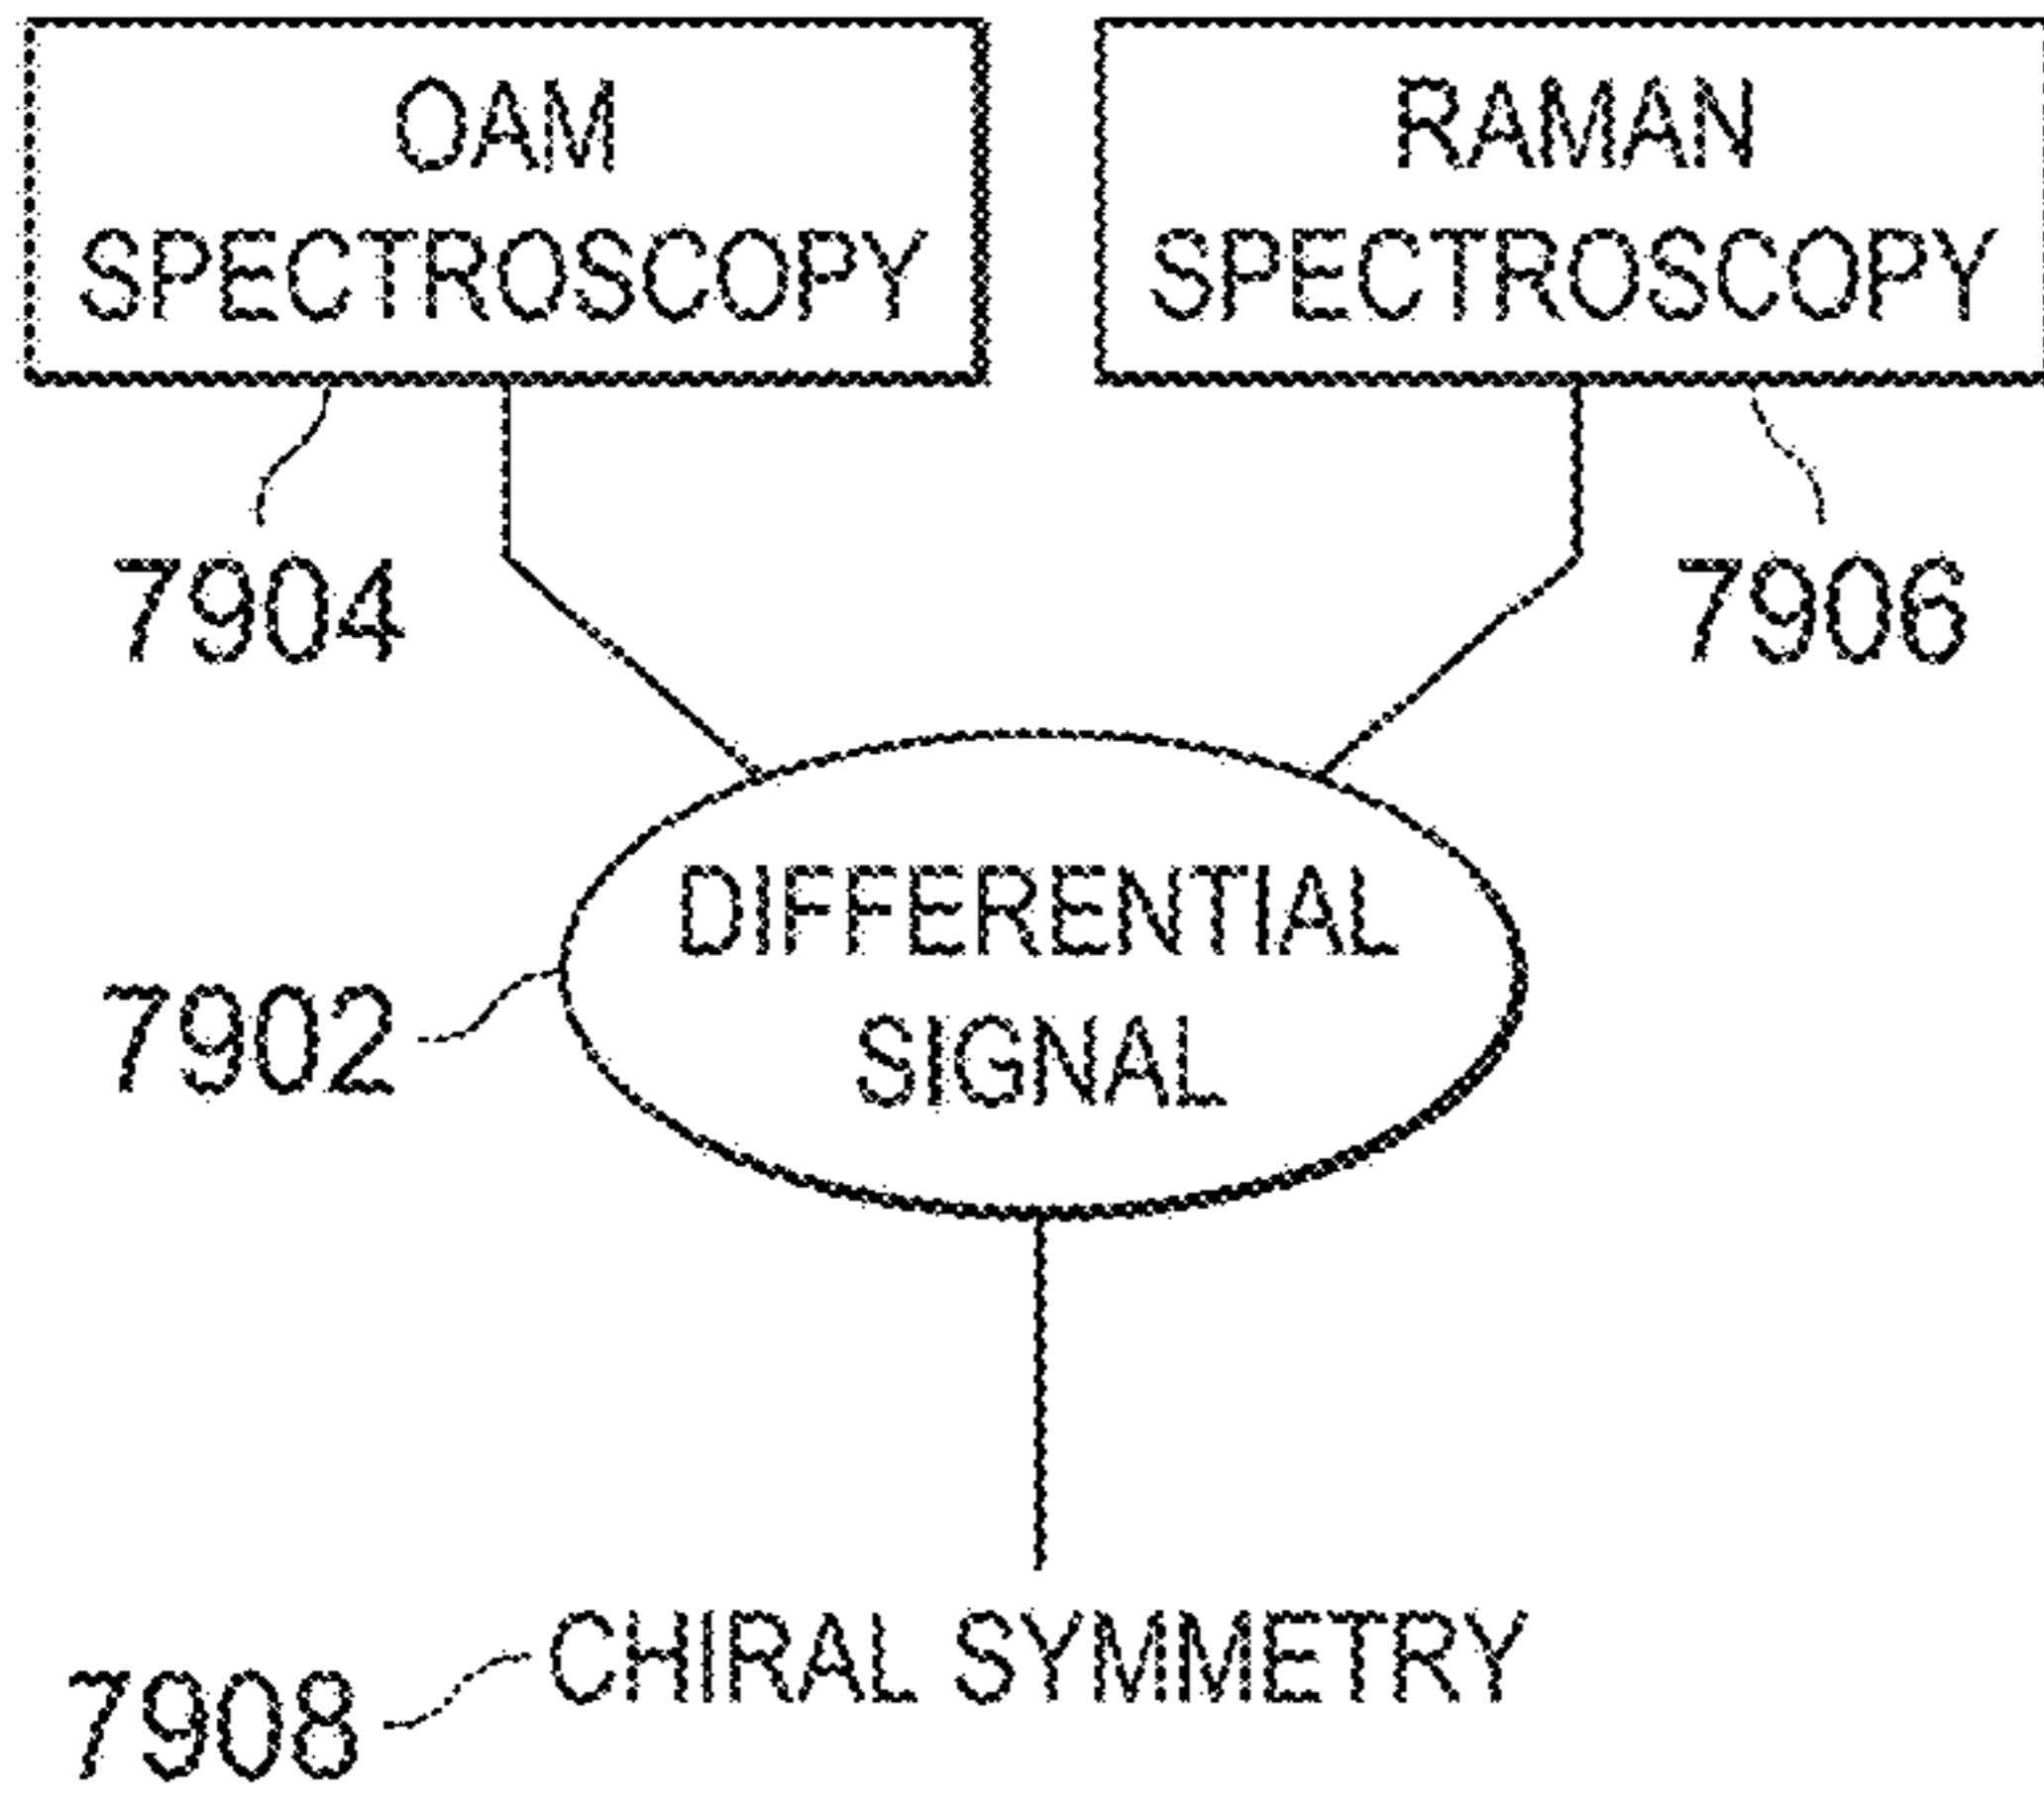 OAM
SPECTROSCOPY
RAMAN
SPECTROSCOPY
7904
7906
DIFFERENTIAL
SIGNAL
7902
CHIRAL SYMMETRY
7908